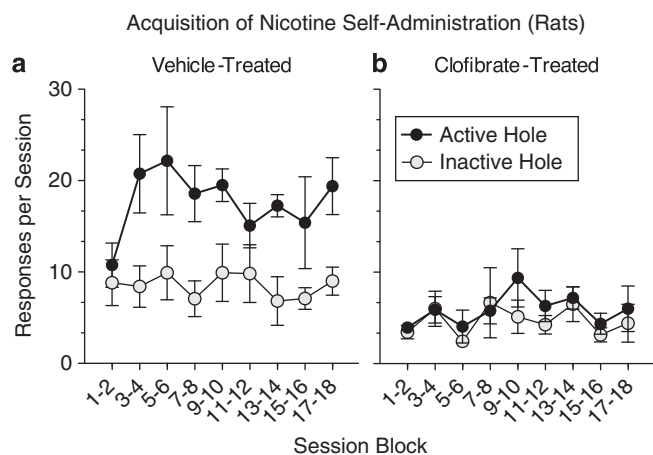 Acquisition of Nicotine Self-Administration (Rats)
a Vehicle-Treated
b Clofibrate-Treated
30
20
10
0
Responses per Session
Active Hole
Inactive Hole
1-2 3-4 5-6 7-8 9-10 11-12 13-14 15-16 17-18
1-2 3-4 5-6 7-8 9-10 11-12 13-14 15-16 17-18
Session Block